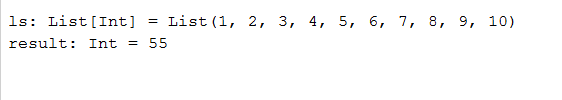 ls: List[Int] = List(1, 2, 3, 4, 5, 6, 7, 8, 9, 10)
result: Int = 55